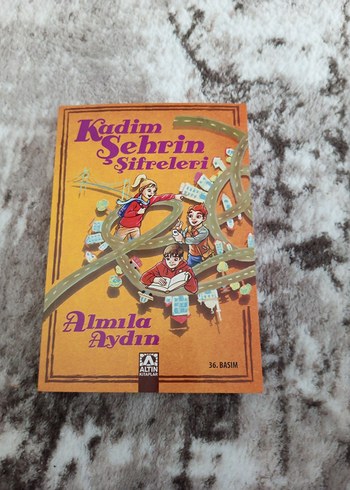 Kadim
Şehrin
Şifreleri
Almıla
Aydın
A
ALTIN
KİTAPLAR
36. BASIM